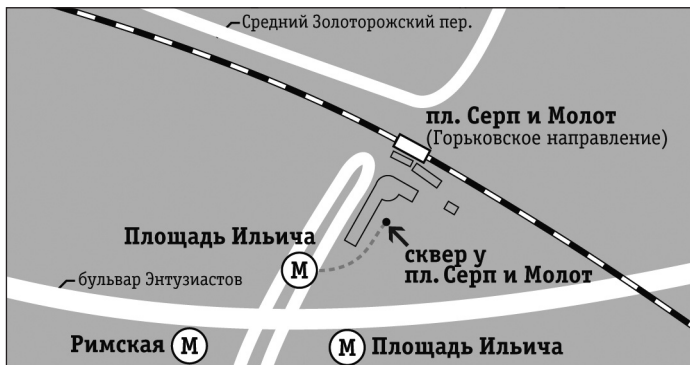 Средний Золоторожский пер.
пл. Серп и Молот
(Горьковское направление)
Площадь Ильича
М
сквер у
пл. Серп и Молот
бульвар Энтузиастов
Римская М
М Площадь Ильича